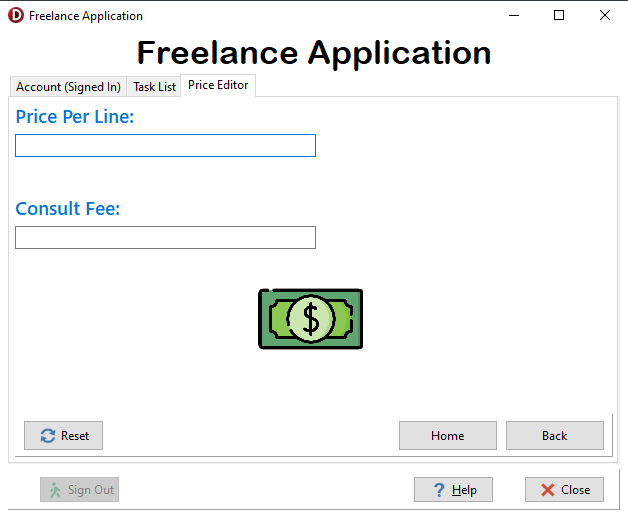 Freelance Application
Freelance Application
Account (Signed In) Task List Price Editor
Price Per Line:
Consult Fee:
$
Reset Home Back
Sign Out ? Help Close